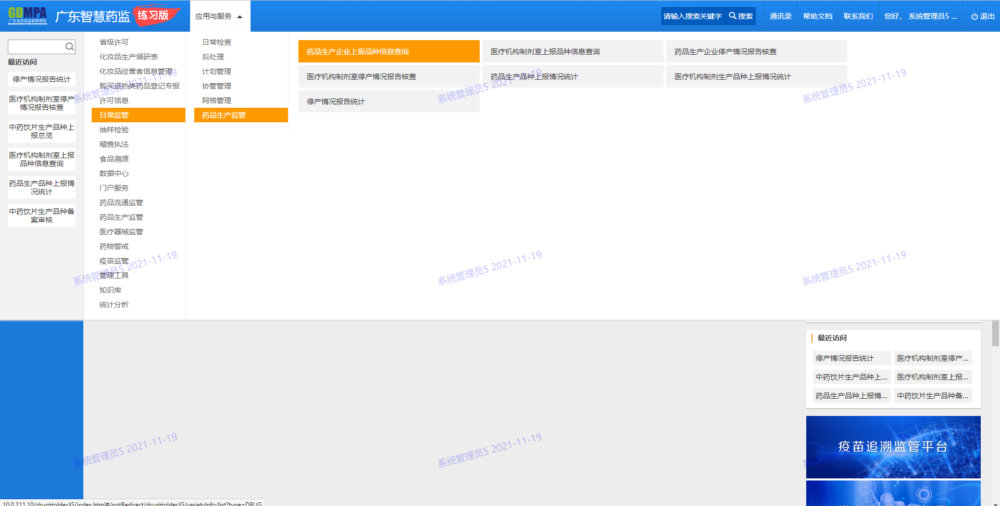 GDMPA
广东省药品监督管理局
Guangdong Medical Products Administration
广东智慧药监
练习版
应用与服务
请输入搜索关键字
搜索
通讯录
帮助文档
联系我们
您好， 系统管理员5 ...
退出
最近访问
停产情况报告统计
医疗机构制剂室停产
情况报告核查
中药饮片生产品种上
报总览
医疗机构制剂室上报
品种信息查询
药品生产品种上报情
况统计
中药饮片生产品种备
案审核
省级许可
化妆品生产调研表
化妆品经营者信息管理
购买退热类药品登记专报
许可信息
日常监管
抽样检验
稽查执法
食品溯源
数据中心
门户服务
药品流通监管
药品生产监管
医疗器械监管
药物警戒
疫苗监管
管理工具
知识库
统计分析
日常检查
后处理
计划管理
协管管理
网格管理
药品生产监管
药品生产企业上报品种信息查询
医疗机构制剂室上报品种信息查询
药品生产企业停产情况报告核查
医疗机构制剂室停产情况报告核查
药品生产品种上报情况统计
医疗机构制剂生产品种上报情况统计
停产情况报告统计
系统管理员5 2021-11-19
系统管理员5 2021-11-19
系统管理员5 2021-11-19
系统管理员5 2021-11-19
系统管理员5 2021-11-19
系统管理员5 2021-11-19
系统管理员5 2021-11-19
系统管理员5 2021-11-19
最近访问
停产情况报告统计
医疗机构制剂室停产...
中药饮片生产品种上...
医疗机构制剂室上报...
药品生产品种上报情...
中药饮片生产品种备...
疫苗追溯监管平台
10.0.211.10/drugHolderJG/index.html#/notRedirect/drugHolderJG/varietyInfo/list?type=DRUG